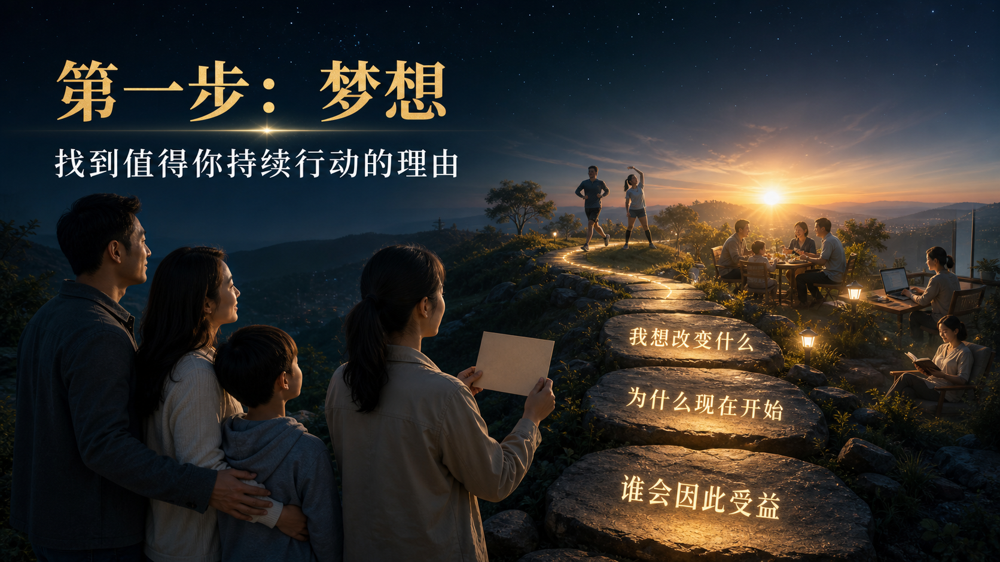 第一步：梦想
找到值得你持续行动的理由
我想改变什么
为什么现在开始
谁会因此受益